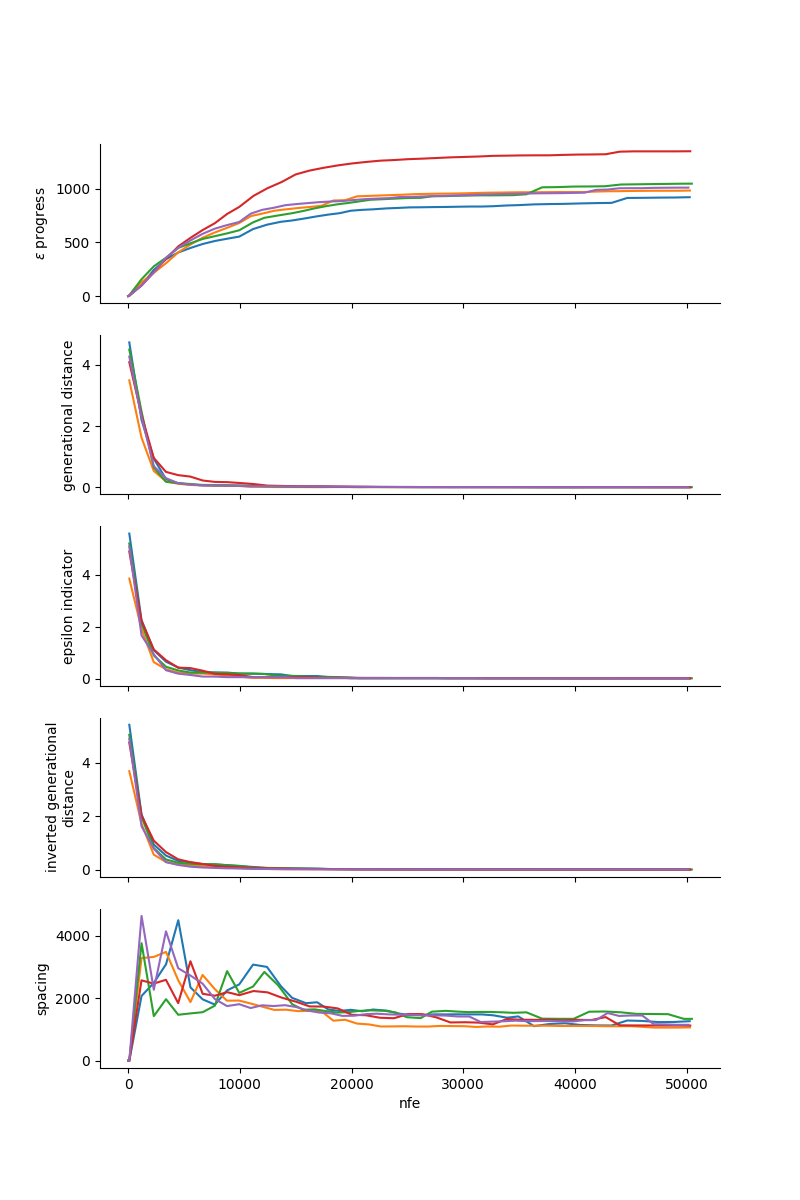 ε progress
1000
500
0
generational distance
4
2
0
epsilon indicator
4
2
0
inverted generational
distance
4
2
0
spacing
4000
2000
0
0 10000 20000 30000 40000 50000
nfe